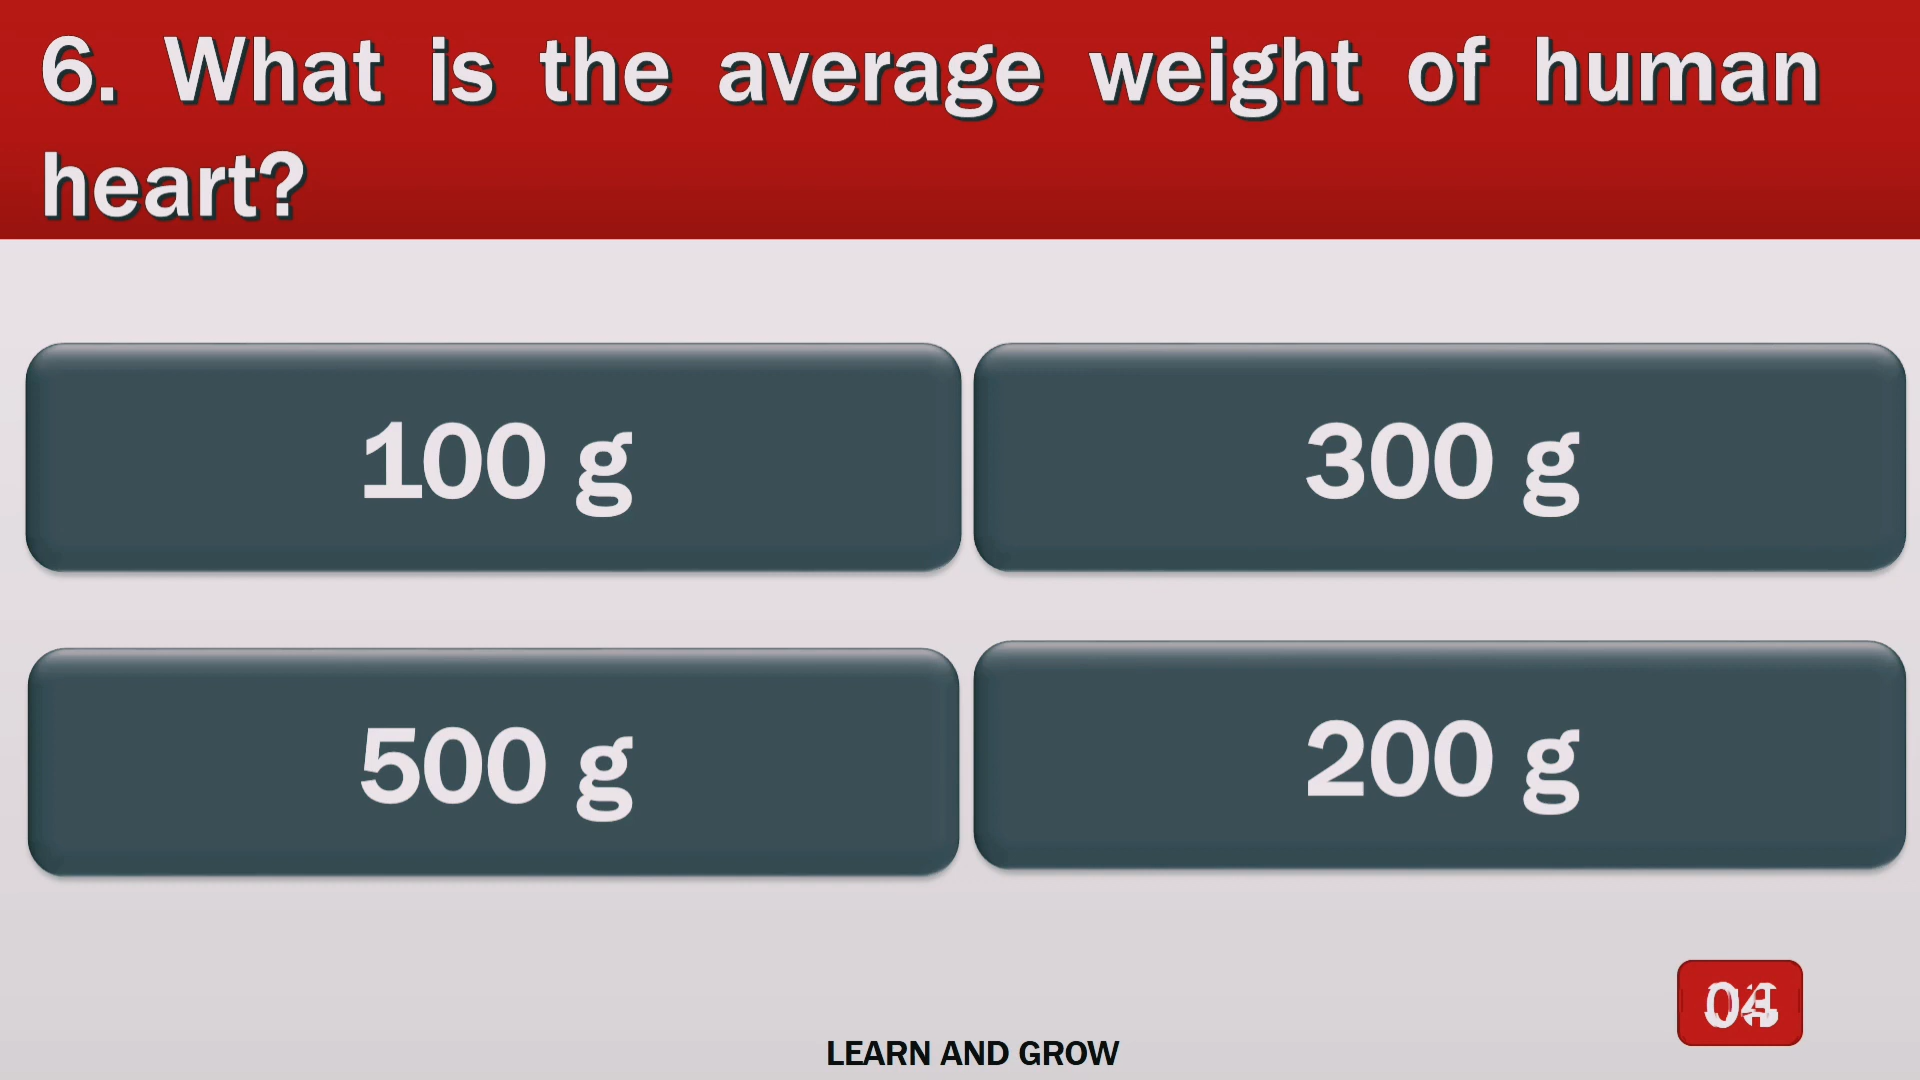 6. What is the average weight of human
heart?
100 g
300 g
500 g
200 g
LEARN AND GROW